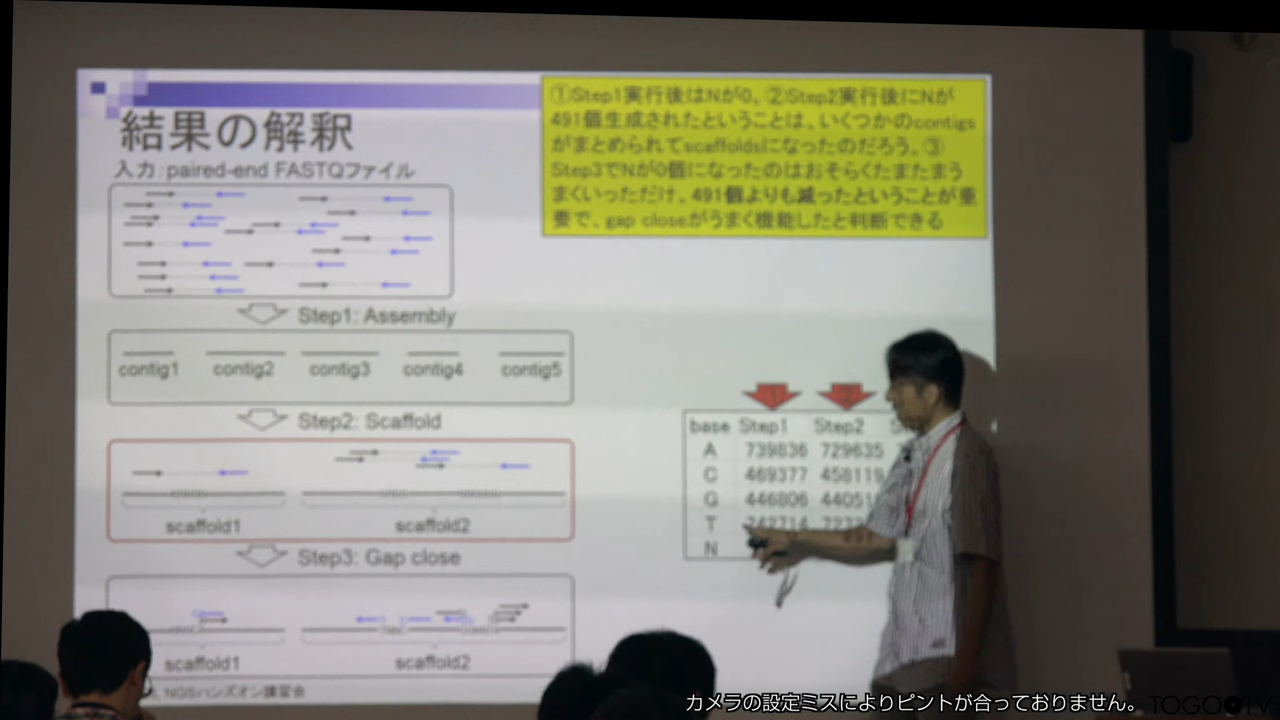 結果の解釈
①Step1実行後はNが0。②Step2実行後にNが
491個生成されたということは、いくつかのcontigs
がまとめられてscaffoldsになったのだろう。③
Step3でNが0個になったのはおそらくたまたまう
まくいっただけ。491個よりも減ったということが重
要で、gap closeがうまく機能したと判断できる
入力：paired-end FASTQファイル
Step1: Assembly
contig1 contig2 contig3 contig4 contig5
Step2: Scaffold
scaffold1 scaffold2
Step3: Gap close
scaffold1 scaffold2
① ②
base Step1 Step2
A 739836 729635
C 469377 458119
G 446806
T 742714
N
NGSハンズオン講習会
カメラの設定ミスによりピントが合っておりません。
TOGOTV